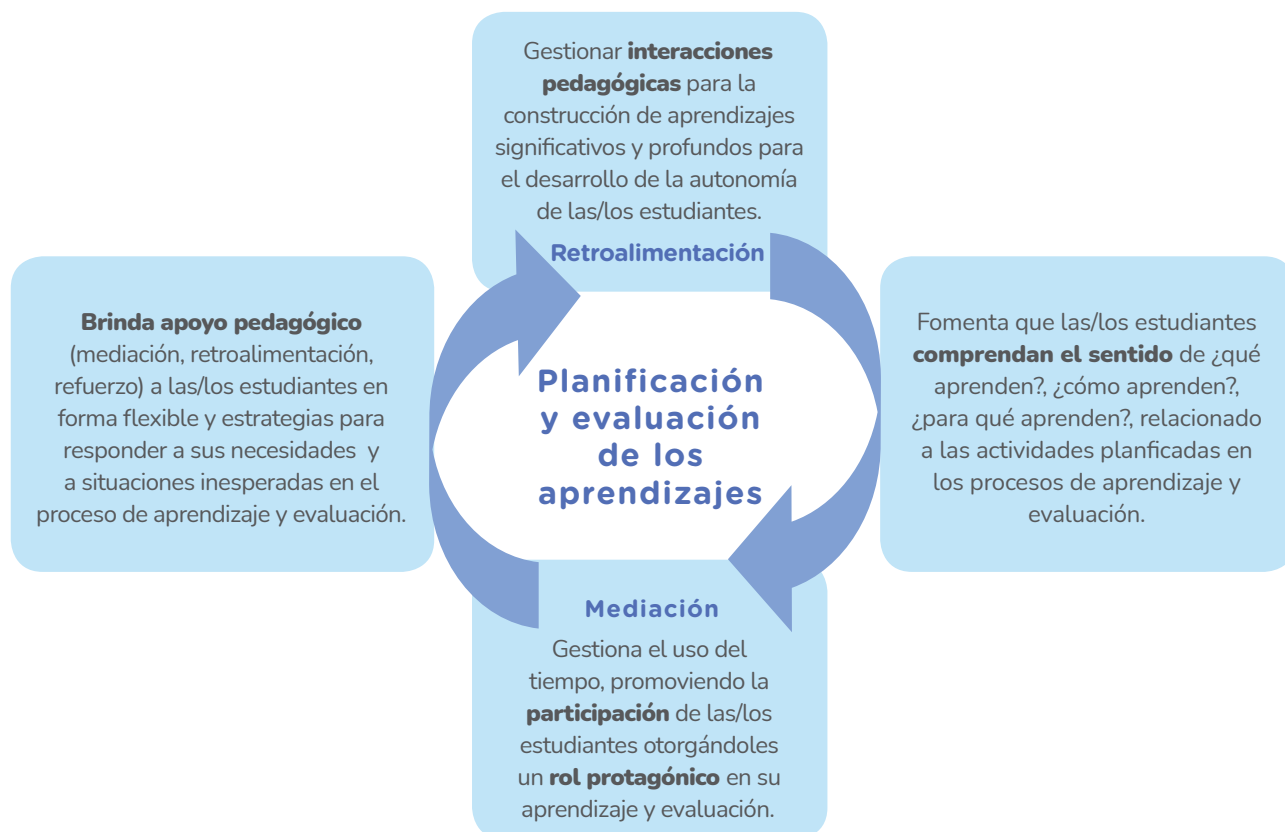 Gestionar interacciones
pedagógicas para la
construcción de aprendizajes
significativos y profundos para
el desarrollo de la autonomía
de las/los estudiantes.
Retroalimentación
Brinda apoyo pedagógico
(mediación, retroalimentación,
refuerzo) a las/los estudiantes en
forma flexible y estrategias para
responder a sus necesidades y
a situaciones inesperadas en el
proceso de aprendizaje y evaluación.
Planificación
y evaluación
de los
aprendizajes
Fomenta que las/los estudiantes
comprendan el sentido de ¿qué
aprenden?, ¿cómo aprenden?,
¿para qué aprenden?, relacionado
a las actividades planficadas en
los procesos de aprendizaje y
evaluación.
Mediación
Gestiona el uso del
tiempo, promoviendo la
participación de las/los
estudiantes otorgándoles
un rol protagónico en su
aprendizaje y evaluación.